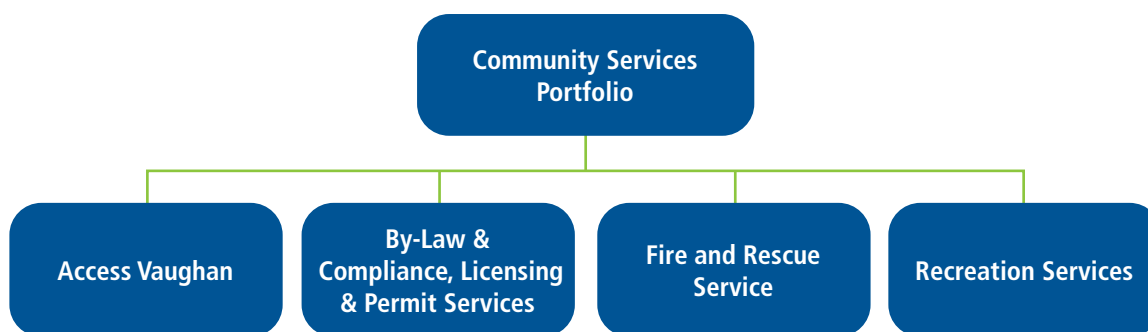 Community Services
Portfolio
Access Vaughan
By-Law &
Compliance, Licensing
& Permit Services
Fire and Rescue
Service
Recreation Services